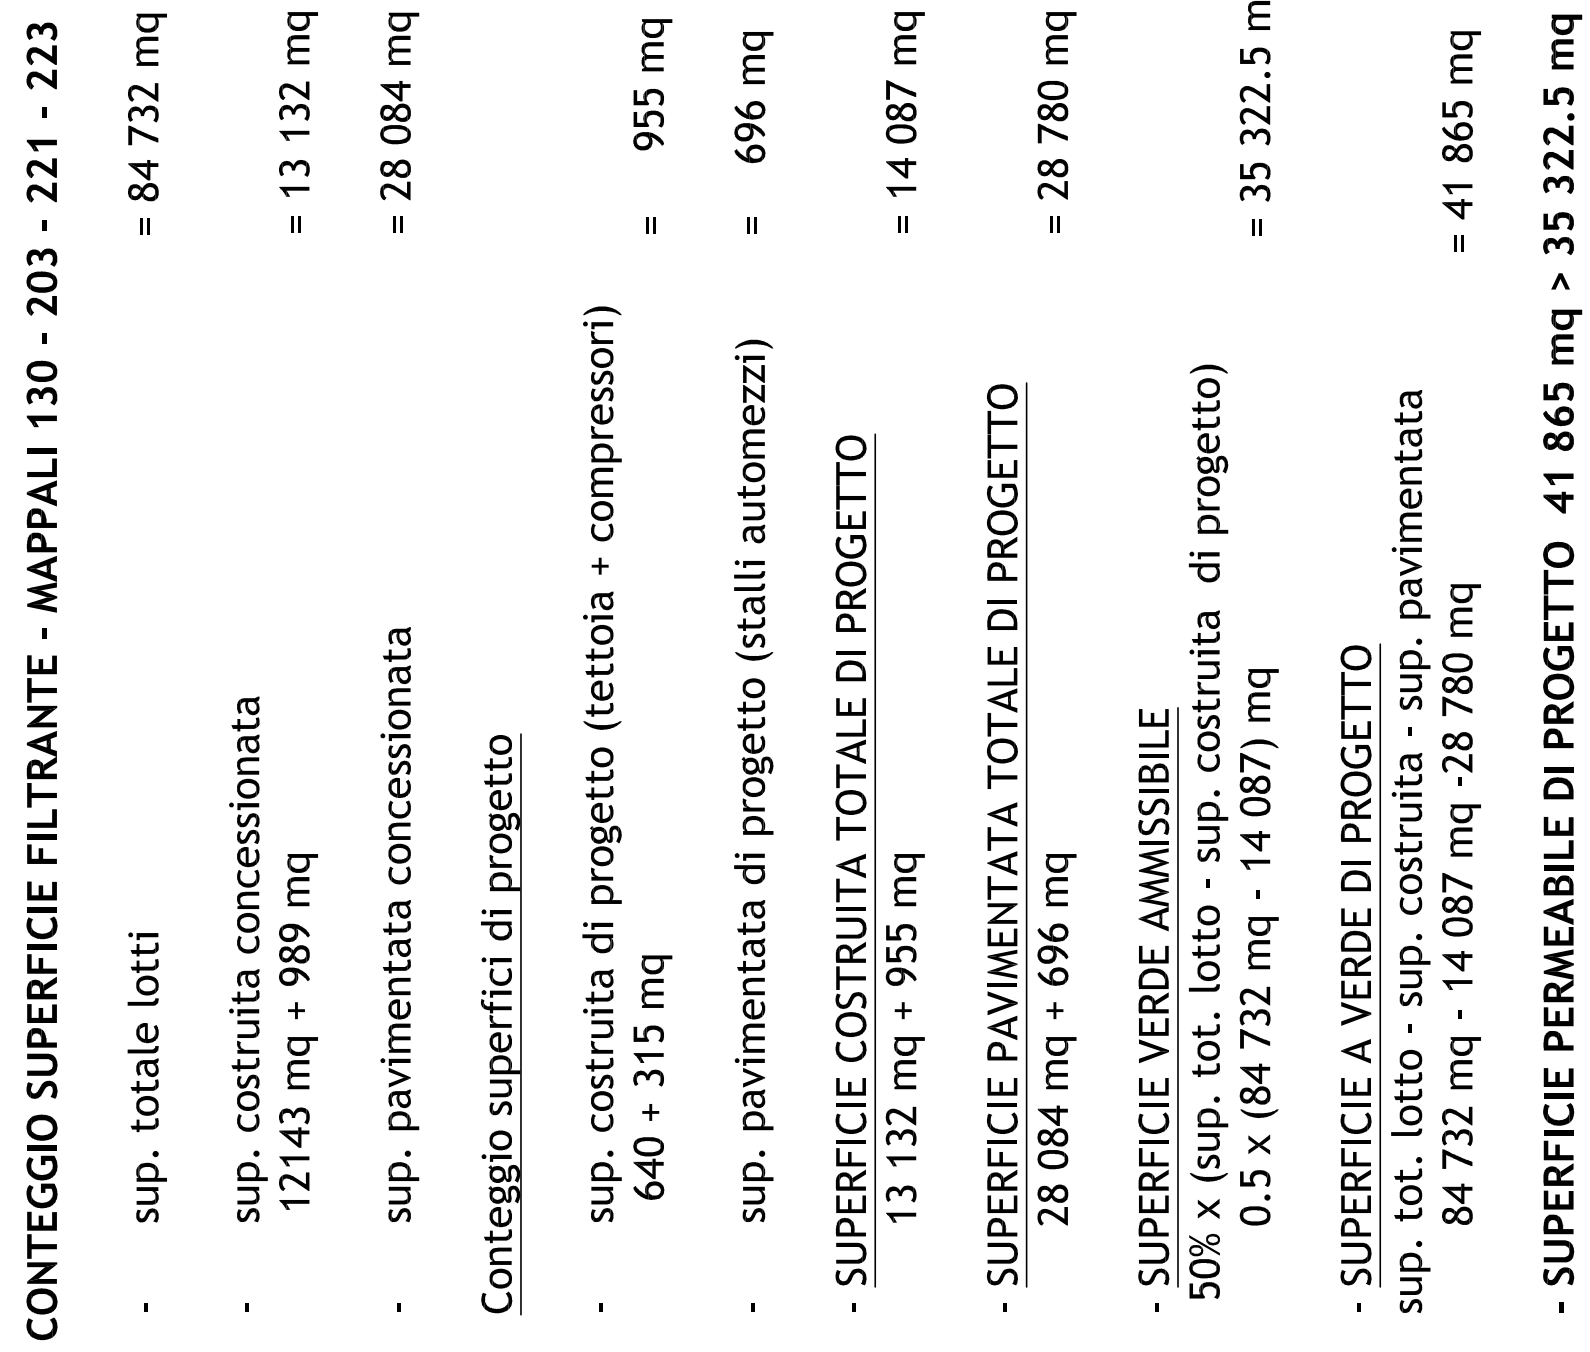 CONTEGGIO SUPERFICIE FILTRANTE - MAPPALI 130 - 203 - 221 - 223
- sup. totale lotti = 84 732 mq
- sup. costruita concessionata
12143 mq + 989 mq = 13 132 mq
- sup. pavimentata concessionata = 28 084 mq
Conteggio superfici di progetto
- sup. costruita di progetto (tettoia + compressori)
640 + 315 mq = 955 mq
- sup. pavimentata di progetto (stalli automezzi) = 696 mq
- SUPERFICIE COSTRUITA TOTALE DI PROGETTO
13 132 mq + 955 mq = 14 087 mq
- SUPERFICIE PAVIMENTATA TOTALE DI PROGETTO
28 084 mq + 696 mq = 28 780 mq
- SUPERFICIE VERDE AMMISSIBILE
50% x (sup. tot. lotto - sup. costruita di progetto)
0.5 x (84 732 mq - 14 087) mq = 35 322.5 m
- SUPERFICIE A VERDE DI PROGETTO
sup. tot. lotto - sup. costruita - sup. pavimentata
84 732 mq - 14 087 mq -28 780 mq = 41 865 mq
- SUPERFICIE PERMEABILE DI PROGETTO 41 865 mq > 35 322.5 mq